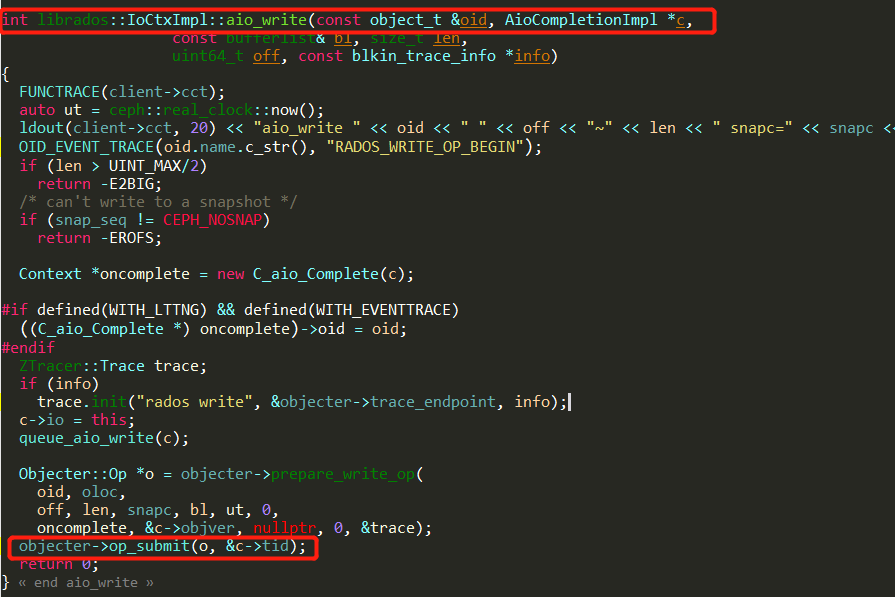 int librados::IoCtxImpl::aio_write(const object_t &oid, AioCompletionImpl *c,
const bufferlist& bl, size_t len,
uint64_t off, const blkin_trace_info *info)
{
FUNCTRACE(client->cct);
auto ut = ceph::real_clock::now();
ldout(client->cct, 20) << "aio_write " << oid << " " << off << "~" << len << " snapc=" << snapc <<
OID_EVENT_TRACE(oid.name.c_str(), "RADOS_WRITE_OP_BEGIN");
if (len > UINT_MAX/2)
return -E2BIG;
/* can't write to a snapshot */
if (snap_seq != CEPH_NOSNAP)
return -EROFS;
Context *oncomplete = new C_aio_Complete(c);
#if defined(WITH_LTTNG) && defined(WITH_EVENTTRACE)
((C_aio_Complete *) oncomplete)->oid = oid;
#endif
ZTracer::Trace trace;
if (info)
trace.init("rados write", &objecter->trace_endpoint, info);
c->io = this;
queue_aio_write(c);
Objecter::Op *o = objecter->prepare_write_op(
oid, oloc,
off, len, snapc, bl, ut, 0,
oncomplete, &c->objver, nullptr, 0, &trace);
objecter->op_submit(o, &c->tid);
return 0;
} « end aio_write »